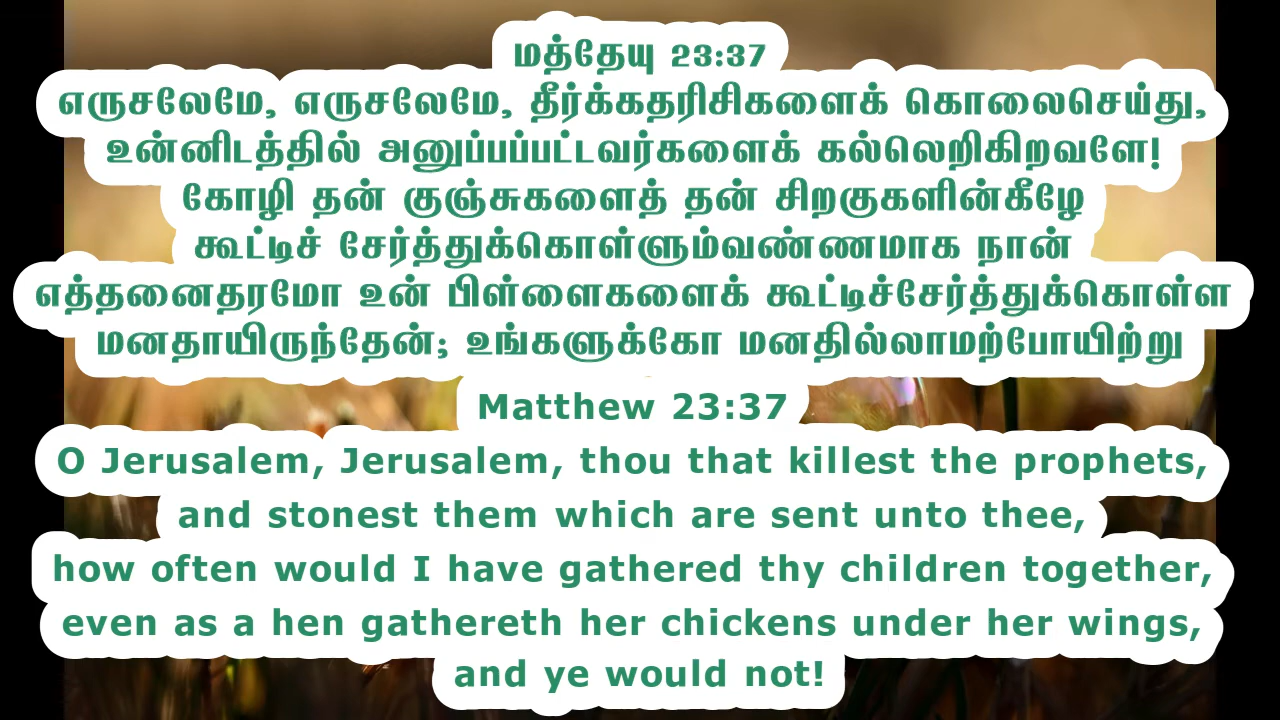 மத்தேயு 23:37
எருசலேமே, எருசலேமே, தீர்க்கதரிசிகளைக் கொலைசெய்து,
உன்னிடத்தில் அனுப்பப்பட்டவர்களைக் கல்லெறிகிறவளே!
கோழி தன் குஞ்சுகளைத் தன் சிறகுகளின்கீழே
கூட்டிச் சேர்த்துக்கொள்ளும்வண்ணமாக நான்
எத்தனைதரமோ உன் பிள்ளைகளைக் கூட்டிச்சேர்த்துக்கொள்ள
மனதாயிருந்தேன்; உங்களுக்கோ மனதில்லாமற்போயிற்று
Matthew 23:37
O Jerusalem, Jerusalem, thou that killest the prophets,
and stonest them which are sent unto thee,
how often would I have gathered thy children together,
even as a hen gathereth her chickens under her wings,
and ye would not!